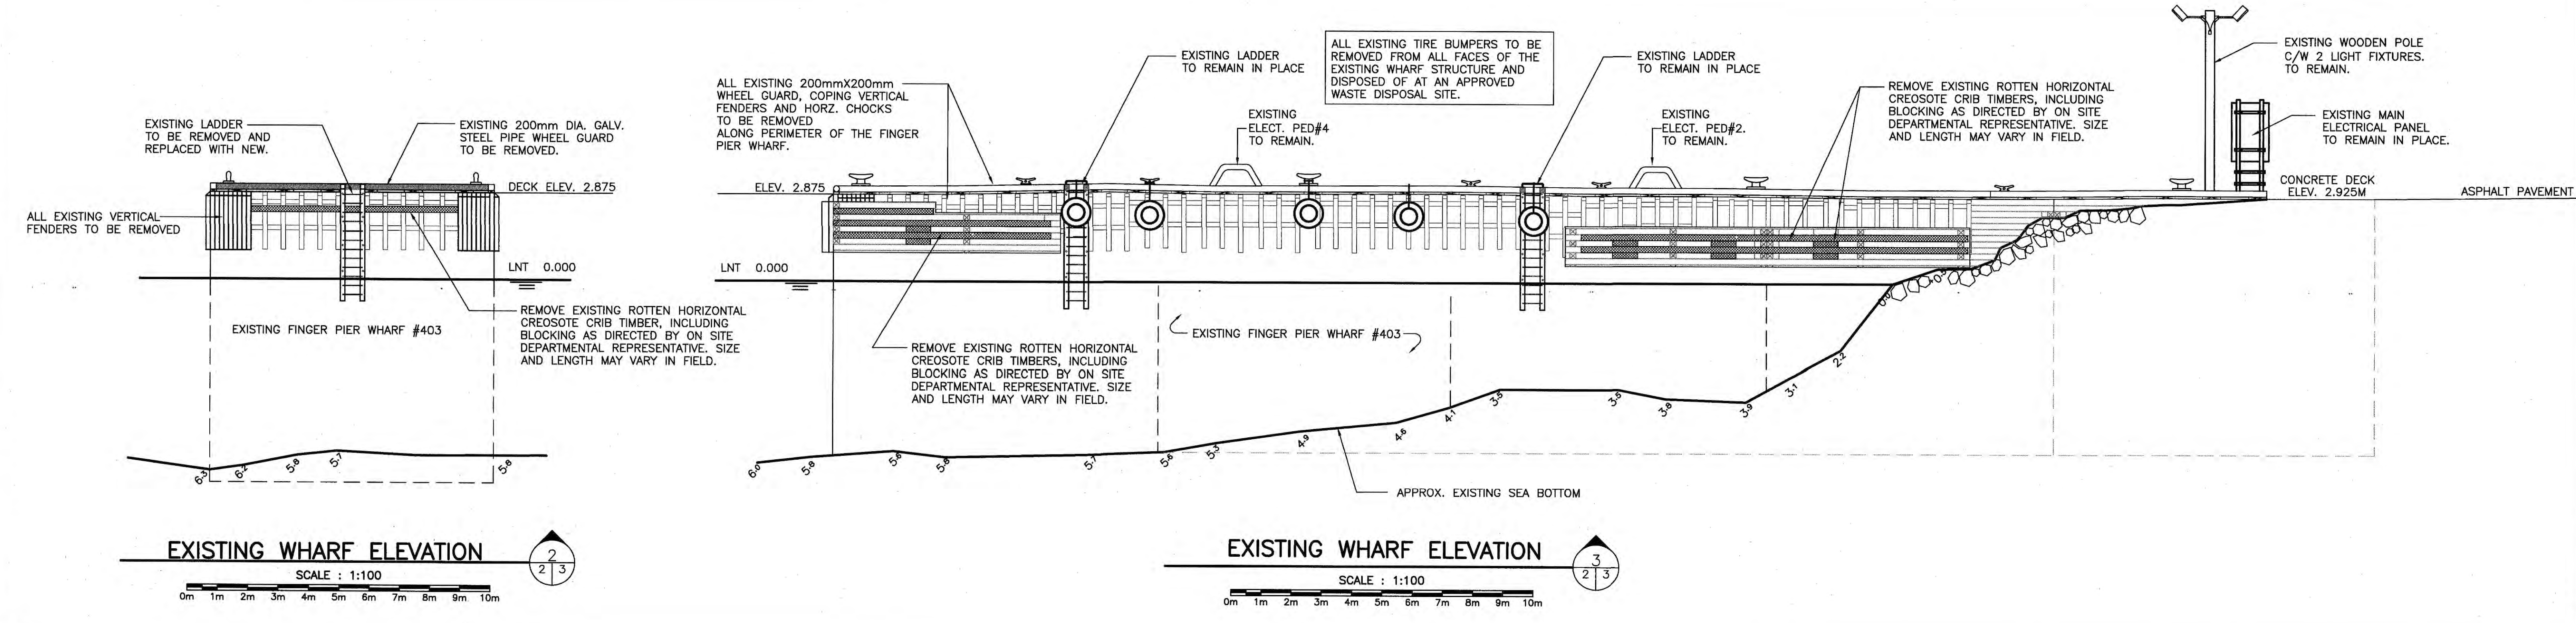 EXISTING LADDER
TO BE REMOVED AND
REPLACED WITH NEW.
EXISTING 200mm DIA. GALV.
STEEL PIPE WHEEL GUARD
TO BE REMOVED.
DECK ELEV. 2.875
ALL EXISTING VERTICAL
FENDERS TO BE REMOVED
LNT 0.000
EXISTING FINGER PIER WHARF #403
REMOVE EXISTING ROTTEN HORIZONTAL
CREOSOTE CRIB TIMBER, INCLUDING
BLOCKING AS DIRECTED BY ON SITE
DEPARTMENTAL REPRESENTATIVE. SIZE
AND LENGTH MAY VARY IN FIELD.
6.3
6.2
5.8
5.7
5.8
EXISTING WHARF ELEVATION
2
2 3
SCALE : 1:100
0m 1m 2m 3m 4m 5m 6m 7m 8m 9m 10m
ALL EXISTING 200mmX200mm
WHEEL GUARD, COPING VERTICAL
FENDERS AND HORZ. CHOCKS
TO BE REMOVED
ALONG PERIMETER OF THE FINGER
PIER WHARF.
EXISTING LADDER
TO REMAIN IN PLACE
ALL EXISTING TIRE BUMPERS TO BE
REMOVED FROM ALL FACES OF THE
EXISTING WHARF STRUCTURE AND
DISPOSED OF AT AN APPROVED
WASTE DISPOSAL SITE.
EXISTING
ELECT. PED#4
TO REMAIN.
EXISTING LADDER
TO REMAIN IN PLACE
EXISTING
ELECT. PED#2.
TO REMAIN.
REMOVE EXISTING ROTTEN HORIZONTAL
CREOSOTE CRIB TIMBERS, INCLUDING
BLOCKING AS DIRECTED BY ON SITE
DEPARTMENTAL REPRESENTATIVE. SIZE
AND LENGTH MAY VARY IN FIELD.
EXISTING WOODEN POLE
C/W 2 LIGHT FIXTURES.
TO REMAIN.
EXISTING MAIN
ELECTRICAL PANEL
TO REMAIN IN PLACE.
ELEV. 2.875
CONCRETE DECK
ELEV. 2.925M
ASPHALT PAVEMENT
LNT 0.000
EXISTING FINGER PIER WHARF #403
REMOVE EXISTING ROTTEN HORIZONTAL
CREOSOTE CRIB TIMBERS, INCLUDING
BLOCKING AS DIRECTED BY ON SITE
DEPARTMENTAL REPRESENTATIVE. SIZE
AND LENGTH MAY VARY IN FIELD.
6.0
5.8
5.6
5.8
5.7
5.6
5.3
4.9
4.6
4.1
3.5
3.5
3.8
3.9
3.1
2.2
APPROX. EXISTING SEA BOTTOM
EXISTING WHARF ELEVATION
3
2 3
SCALE : 1:100
0m 1m 2m 3m 4m 5m 6m 7m 8m 9m 10m